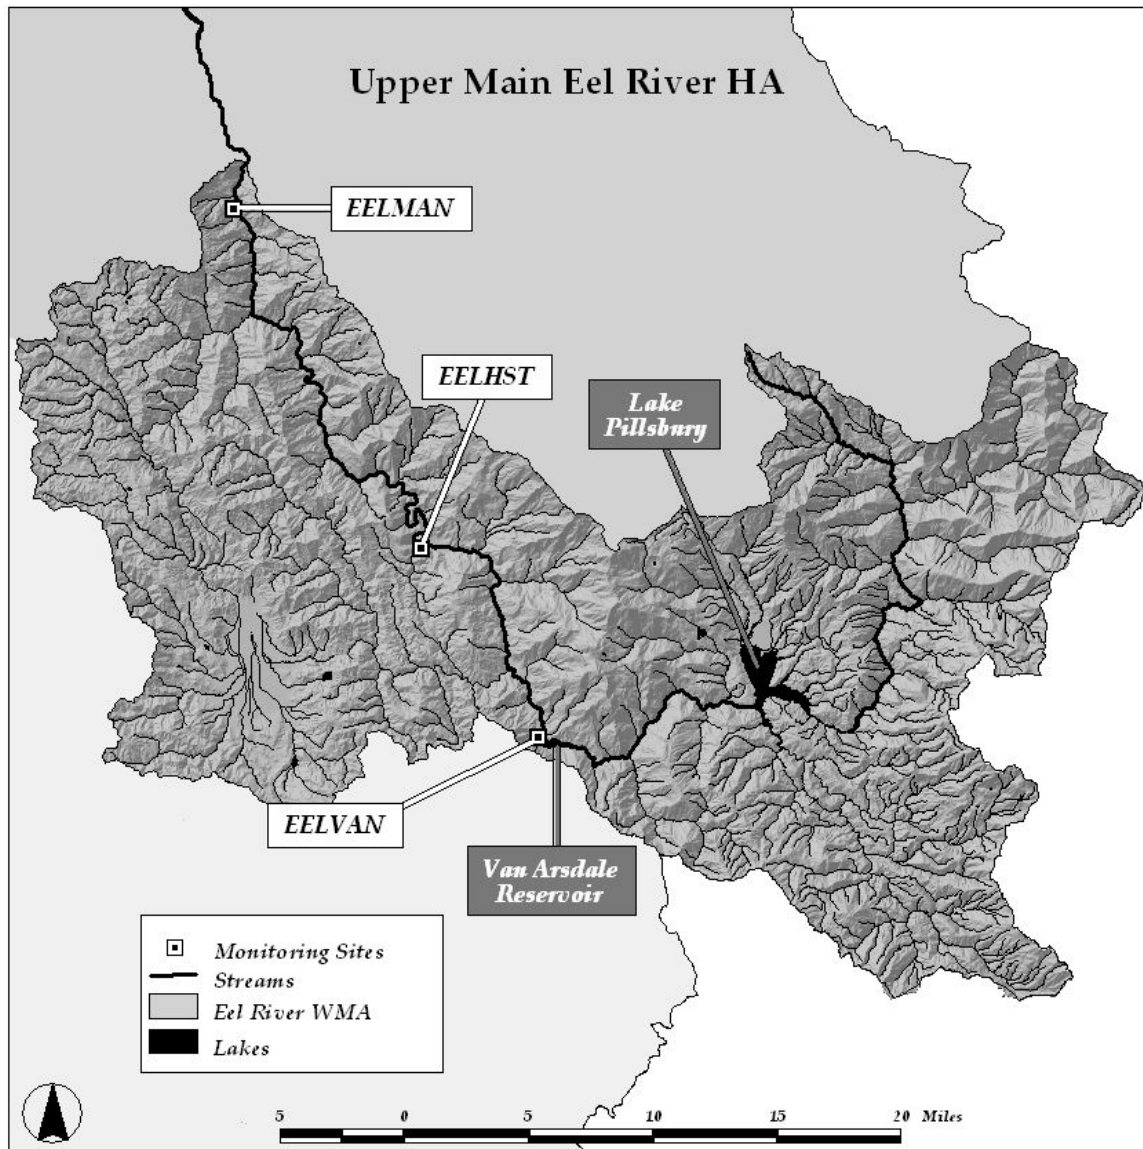 Upper Main Eel River HA
EELMAN
EELHST
Lake
Pillsbury
EELVAN
Van Arsdale
Reservoir
Monitoring Sites
Streams
Eel River WMA
Lakes
5 0 5 10 15 20 Miles